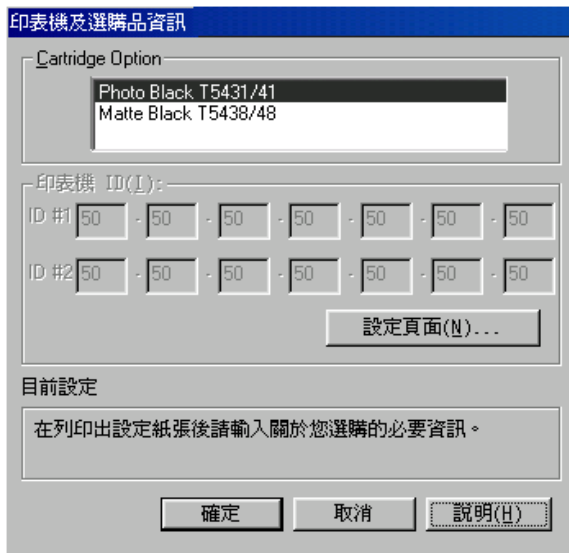 印表機及選購品資訊
Cartridge Option
Photo Black T5431/41
Matte Black T5438/48
印表機 ID(I):
ID #1 50 - 50 - 50 - 50 - 50 - 50 - 50
ID #2 50 - 50 - 50 - 50 - 50 - 50 - 50
設定頁面(N)...
目前設定
在列印出設定紙張後請輸入關於您選購的必要資訊。
確定 取消 說明(H)